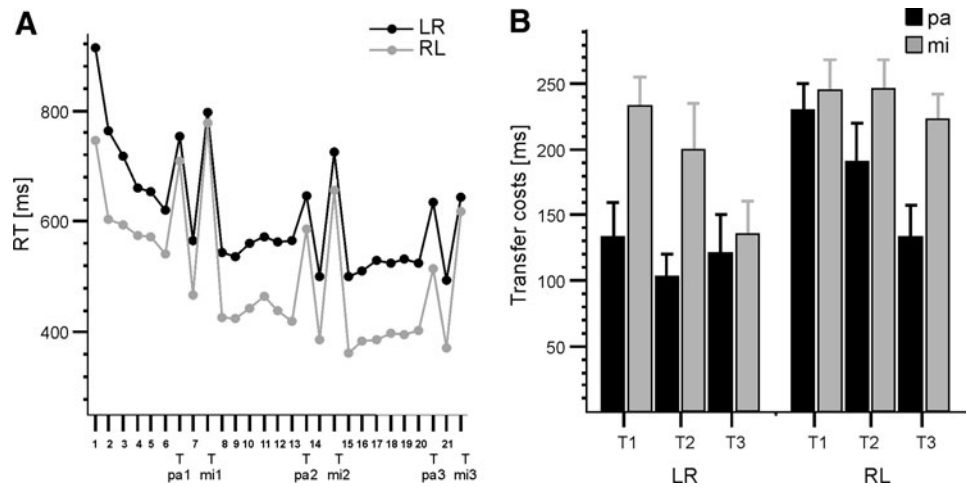 A
LR
RL
RT [ms]
800
600
400
1 2 3 4 5 6 7 8 9 10 11 12 13 14 15 16 17 18 19 20 21
T T T T T T
pa1 mi1 pa2 mi2 pa3 mi3
B
pa
mi
Transfer costs [ms]
250
200
150
100
50
T1 T2 T3 T1 T2 T3
LR RL